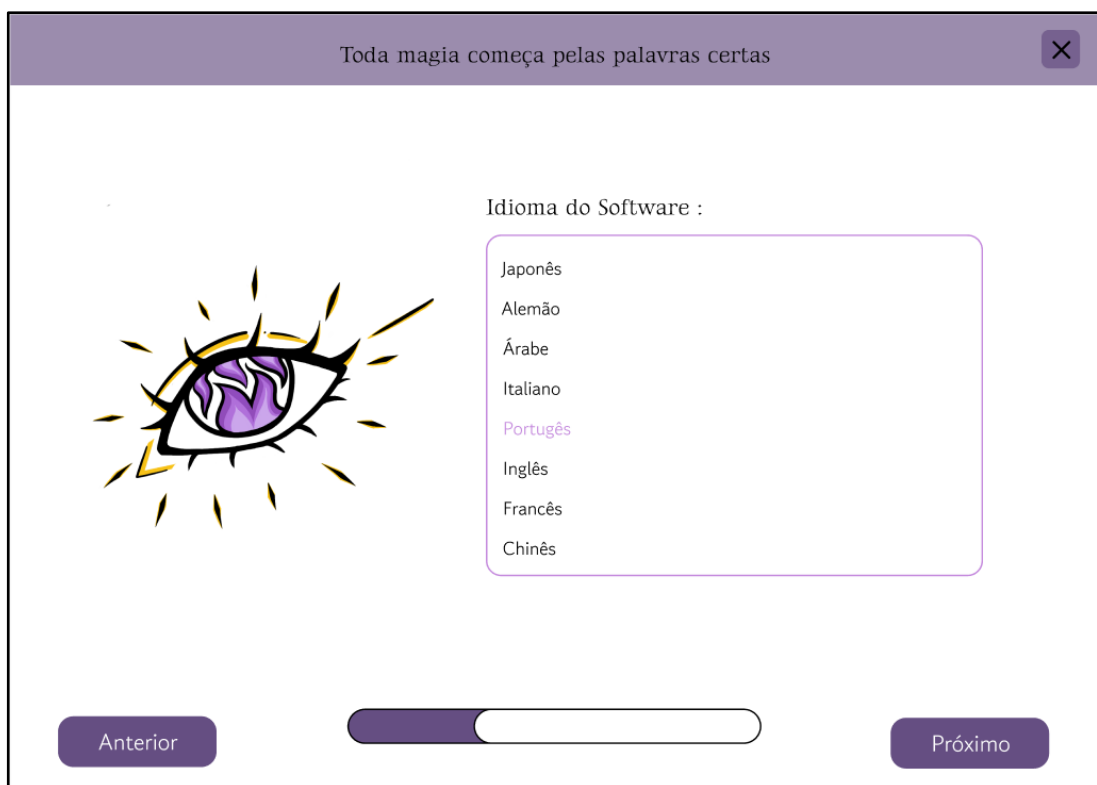 Toda magia começa pelas palavras certas
Idioma do Software :
Japonês
Alemão
Árabe
Italiano
Portugês
Inglês
Francês
Chinês
Anterior
Próximo